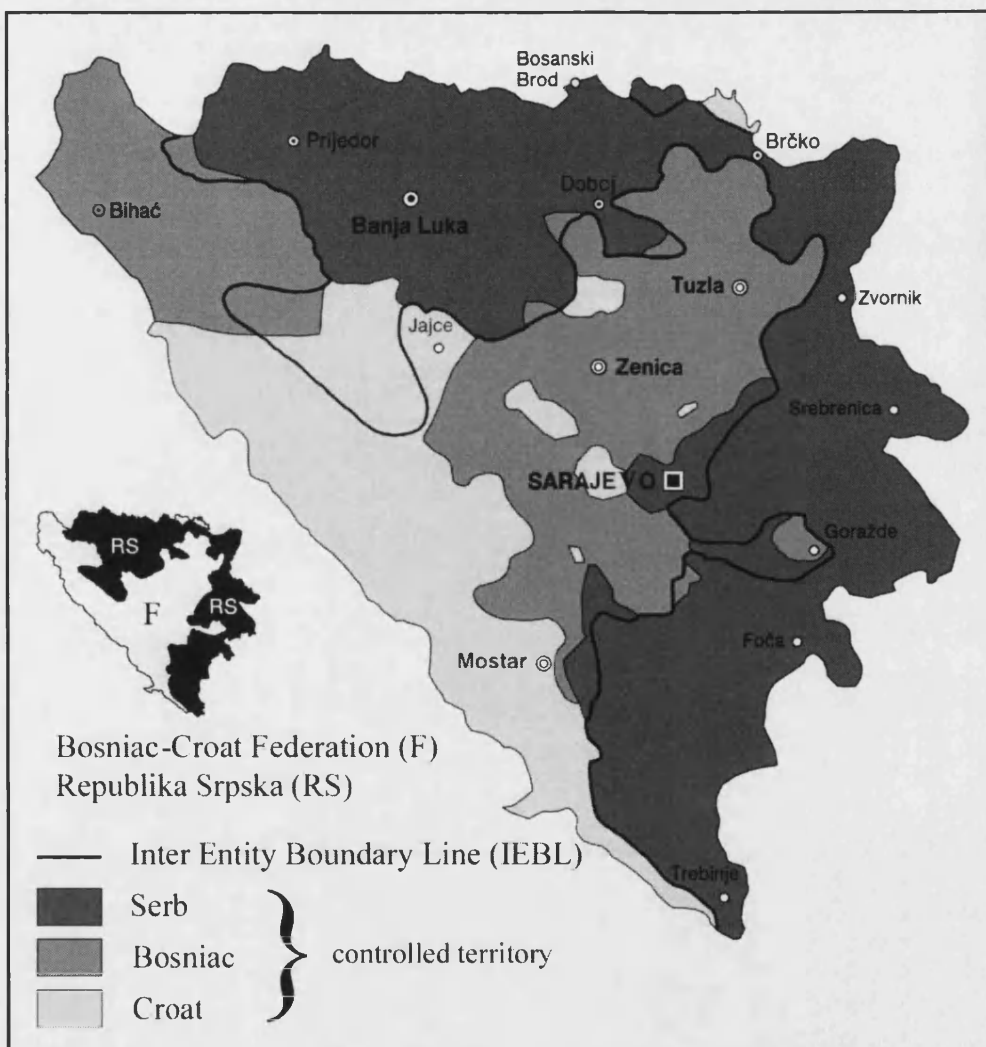 Bosanski
Brod
Brčko
Prijedor
Doboj
Bihać
Banja Luka
Tuzla
Zvornik
Jajce
Zenica
Srebrenica
SARAJEVO
Goražde
RS
RS
F
Foča
Mostar
Bosniac-Croat Federation (F)
Republika Srpska (RS)
Inter Entity Boundary Line (IEBL)
Trebinje
Serb
Bosniac
controlled territory
Croat